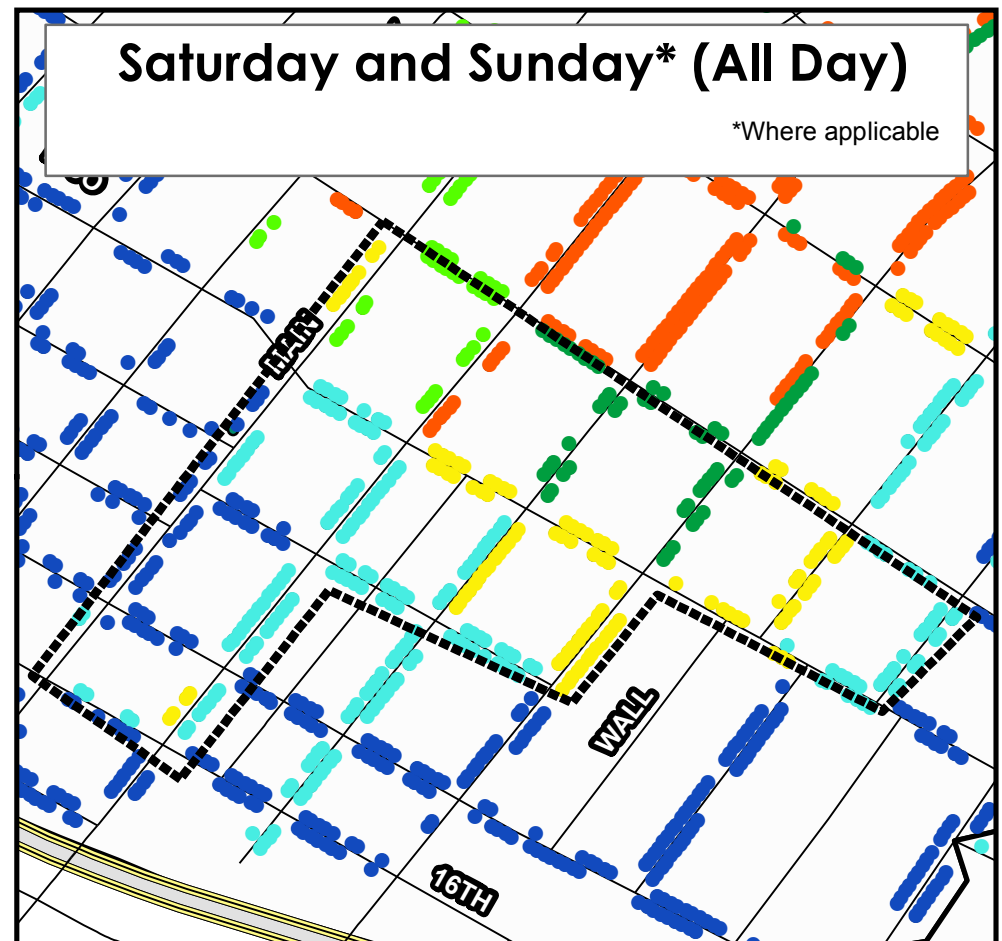 Saturday and Sunday* (All Day)
*Where applicable
MAIN
WALL
16TH